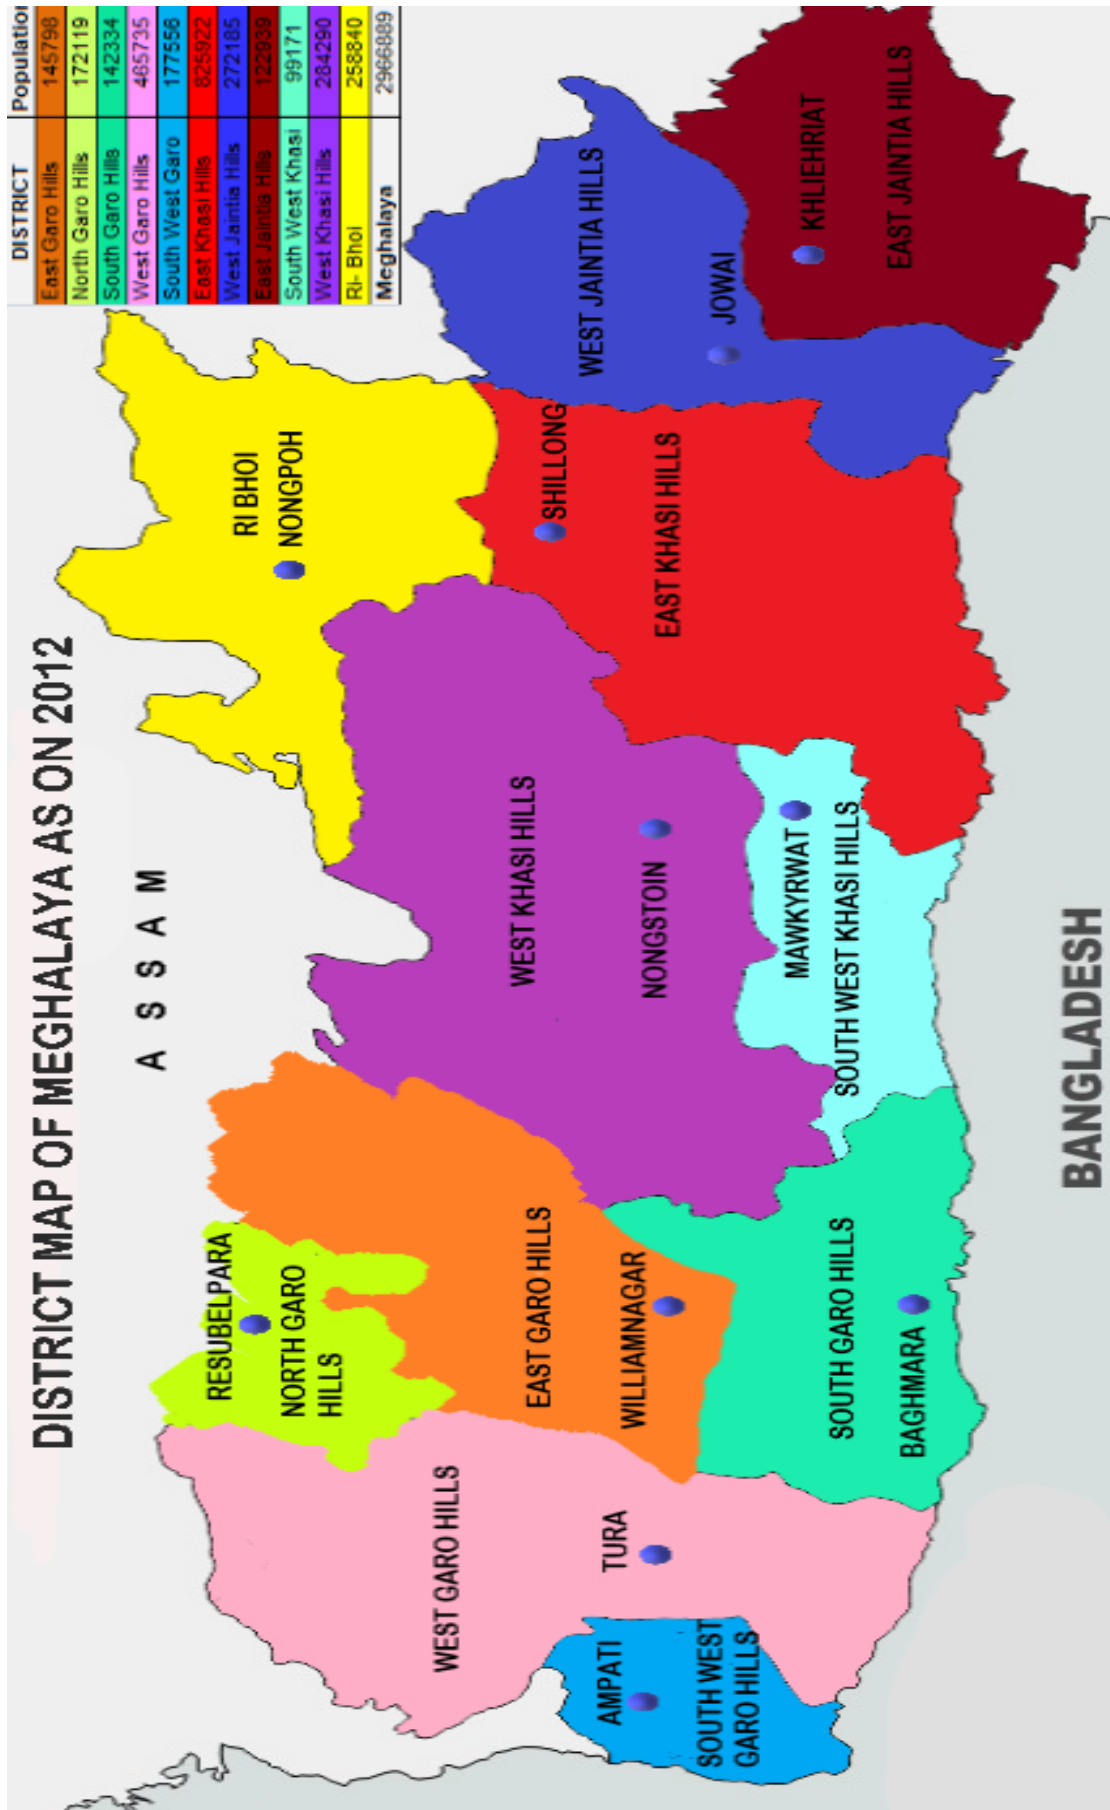 DISTRICT MAP OF MEGHALAYA AS ON 2012
DISTRICT Population
East Garo Hills 145798
North Garo Hills 172119
South Garo Hills 142334
West Garo Hills 465735
South West Garo 177556
East Khasi Hills 825922
West Jaintia Hills 272185
East Jaintia Hills 122939
South West Khasi 99171
West Khasi Hills 284290
Ri- Bhoi 258840
Meghalaya 2966889
A S S A M
RESUBELPARA
NORTH GARO
HILLS
RI BHOI
NONGPOH
WEST GARO HILLS
EAST GARO HILLS
WEST KHASI HILLS
SHILLONG
WEST JAINTIA HILLS
AMPATI
TURA
WILLIAMNAGAR
NONGSTOIN
EAST KHASI HILLS
JOWAI
SOUTH WEST
GARO HILLS
MAWKYRWAT
KHLIEHRIAT
SOUTH GARO HILLS
SOUTH WEST KHASI HILLS
EAST JAINTIA HILLS
BAGHMARA
BANGLADESH